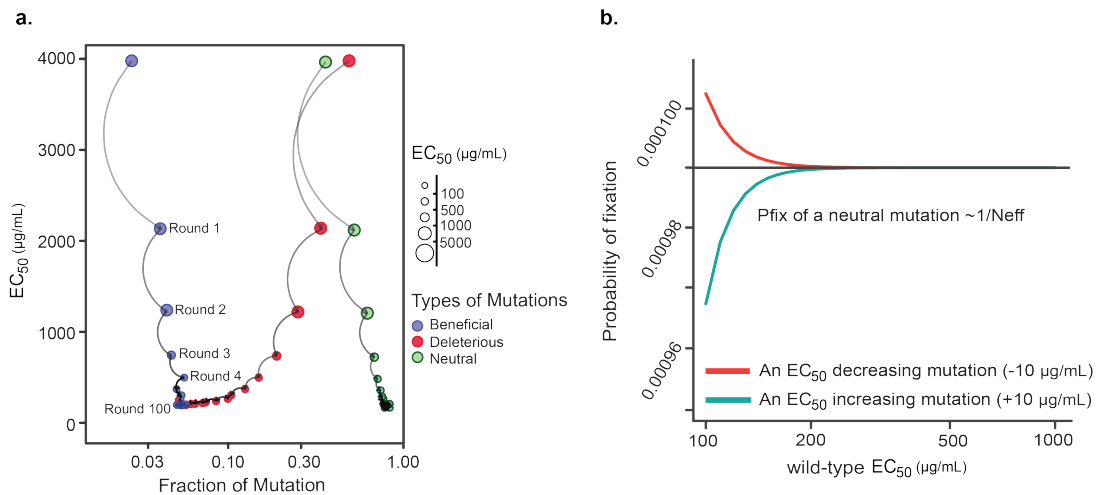 a.
EC50 (µg/mL)
4000
3000
2000
1000
0
Round 1
Round 2
Round 3
Round 4
Round 100
0.03 0.10 0.30 1.00
Fraction of Mutation
EC50 (µg/mL)
100
500
1000
5000
Types of Mutations
Beneficial
Deleterious
Neutral
b.
Probability of fixation
0.000100
0.00098
0.00096
Pfix of a neutral mutation ~1/Neff
An EC50 decreasing mutation (-10 µg/mL)
An EC50 increasing mutation (+10 µg/mL)
100 200 500 1000
wild-type EC50 (µg/mL)